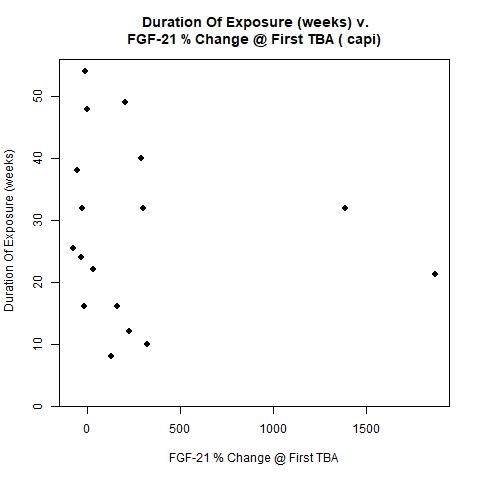 Duration Of Exposure (weeks) v.
FGF-21 % Change @ First TBA ( capi)
Duration Of Exposure (weeks)
50
40
30
20
10
0
0 500 1000 1500
FGF-21 % Change @ First TBA